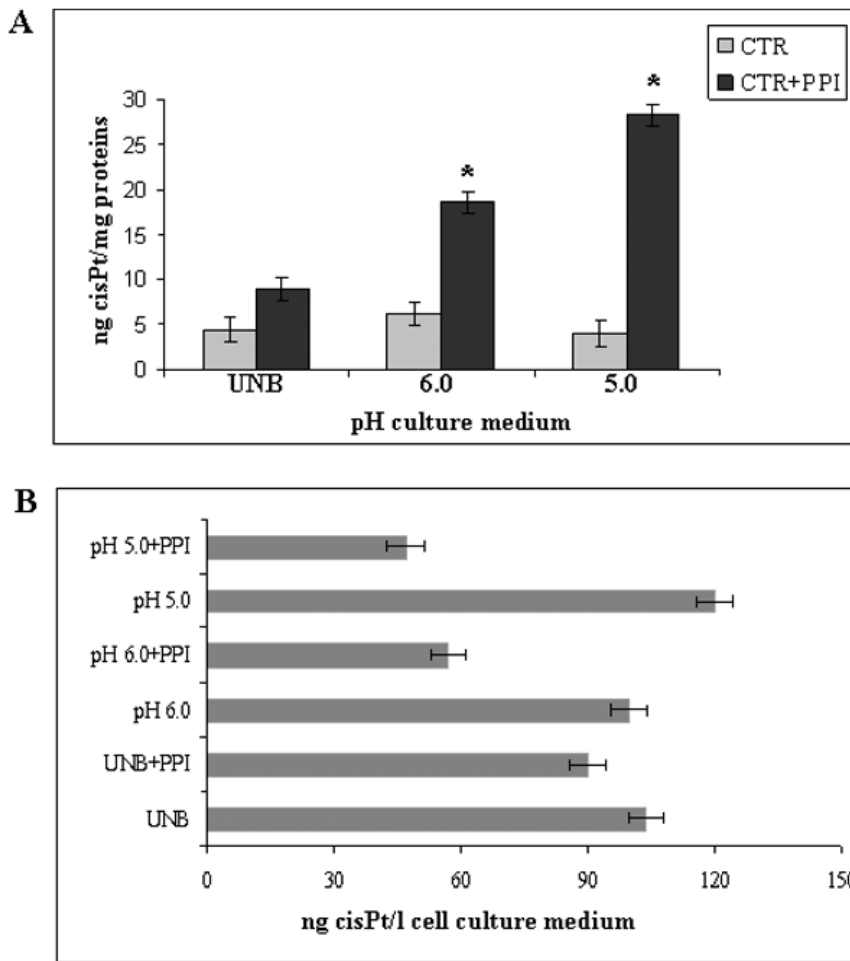 A
CTR
CTR+PPI
ng cisPt/mg proteins
30
25
20
15
10
5
0
*
*
UNB 6.0 5.0
pH culture medium
B
pH 5.0+PPI
pH 5.0
pH 6.0+PPI
pH 6.0
UNB+PPI
UNB
0 30 60 90 120 150
ng cisPt/l cell culture medium